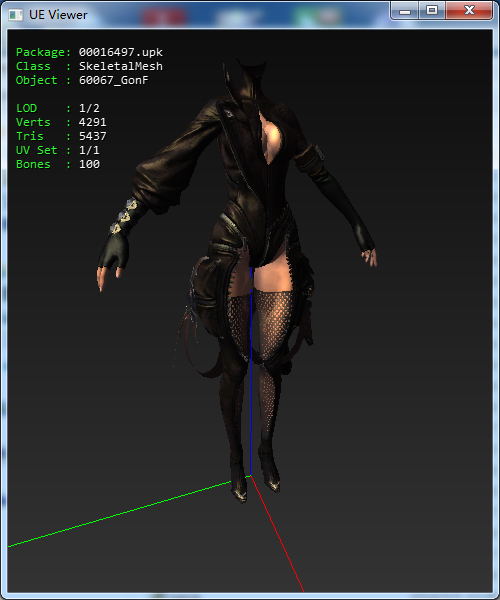 UE Viewer
Package: 00016497.upk
Class : SkeletalMesh
Object : 60067_GonF
LOD : 1/2
Verts : 4291
Tris : 5437
UV Set : 1/1
Bones : 100